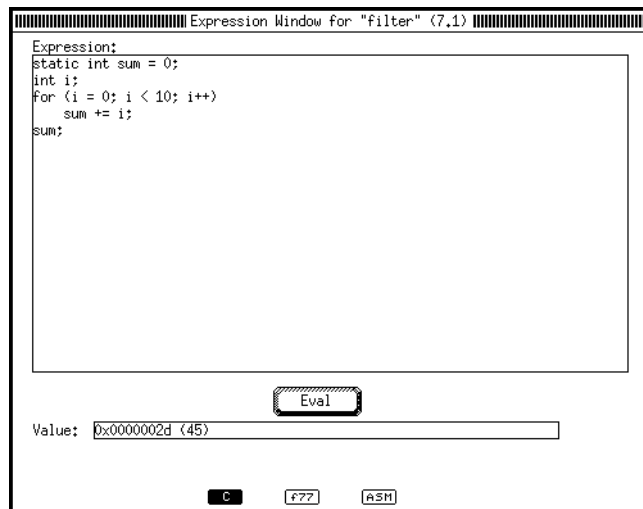 Expression Window for "filter" (7.1)
Expression:
static int sum = 0;
int i;
for (i = 0; i < 10; i++)
    sum += i;
sum;
Eval
Value: 0x0000002d (45)
C f77 ASM